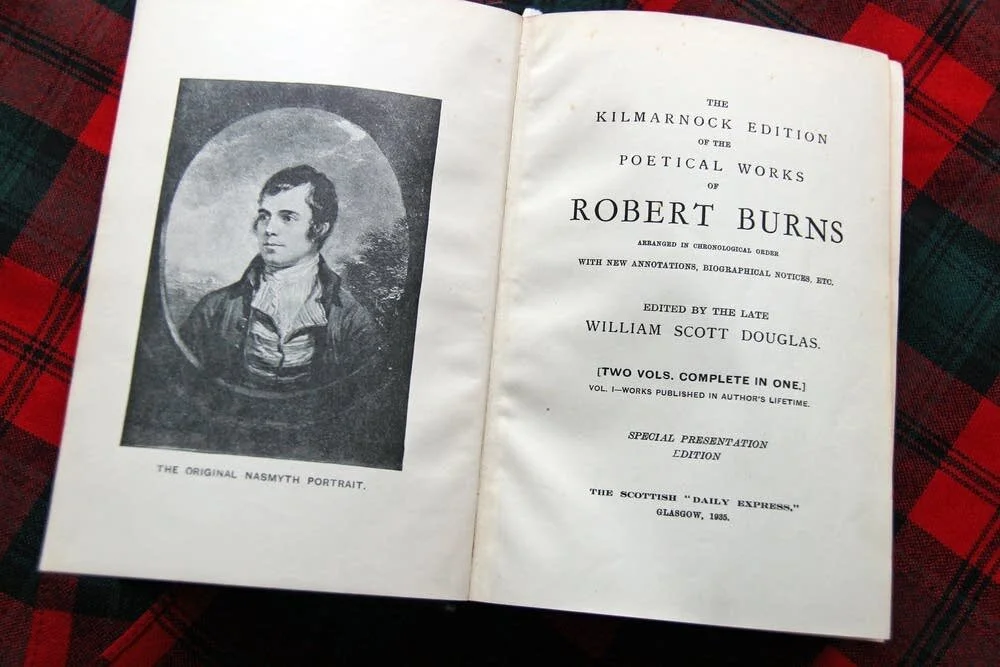 THE ORIGINAL NASMYTH PORTRAIT.
THE
KILMARNOCK EDITION
OF THE
POETICAL WORKS
OF
ROBERT BURNS
ARRANGED IN CHRONOLOGICAL ORDER
WITH NEW ANNOTATIONS, BIOGRAPHICAL NOTICES, ETC.
EDITED BY THE LATE
WILLIAM SCOTT DOUGLAS.
[TWO VOLS. COMPLETE IN ONE.]
VOL. I—WORKS PUBLISHED IN AUTHOR'S LIFETIME.
SPECIAL PRESENTATION
EDITION
THE SCOTTISH "DAILY EXPRESS,"
GLASGOW, 1935.